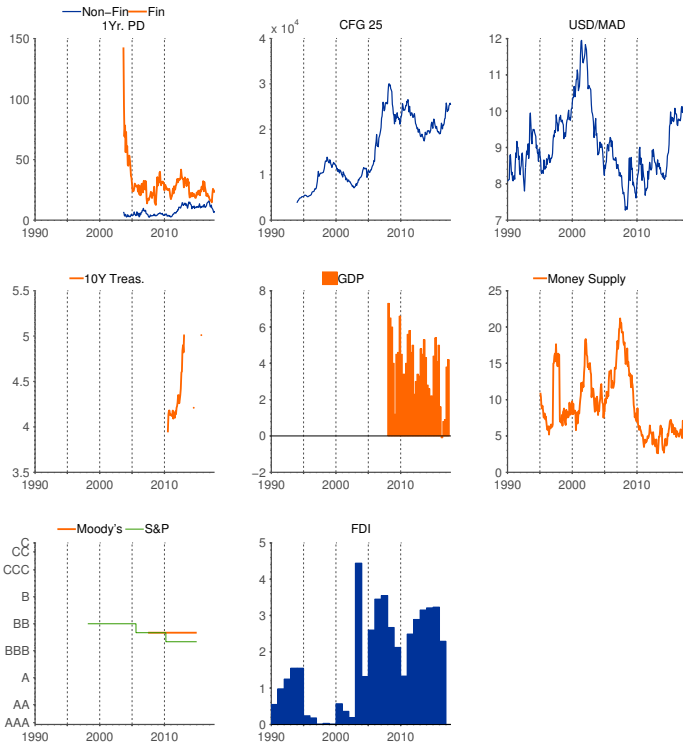 Non−Fin Fin
1Yr. PD
150
100
50
0
1990 2000 2010
x 10^4
CFG 25
4
3
2
1
0
1990 2000 2010
USD/MAD
12
11
10
9
8
7
1990 2000 2010
10Y Treas.
5.5
5
4.5
4
3.5
1990 2000 2010
GDP
8
6
4
2
0
−2
1990 2000 2010
Money Supply
25
20
15
10
5
0
1990 2000 2010
Moody's S&P
C
CC
CCC
B
BB
BBB
A
AA
AAA
1990 2000 2010
FDI
5
4
3
2
1
0
1990 2000 2010